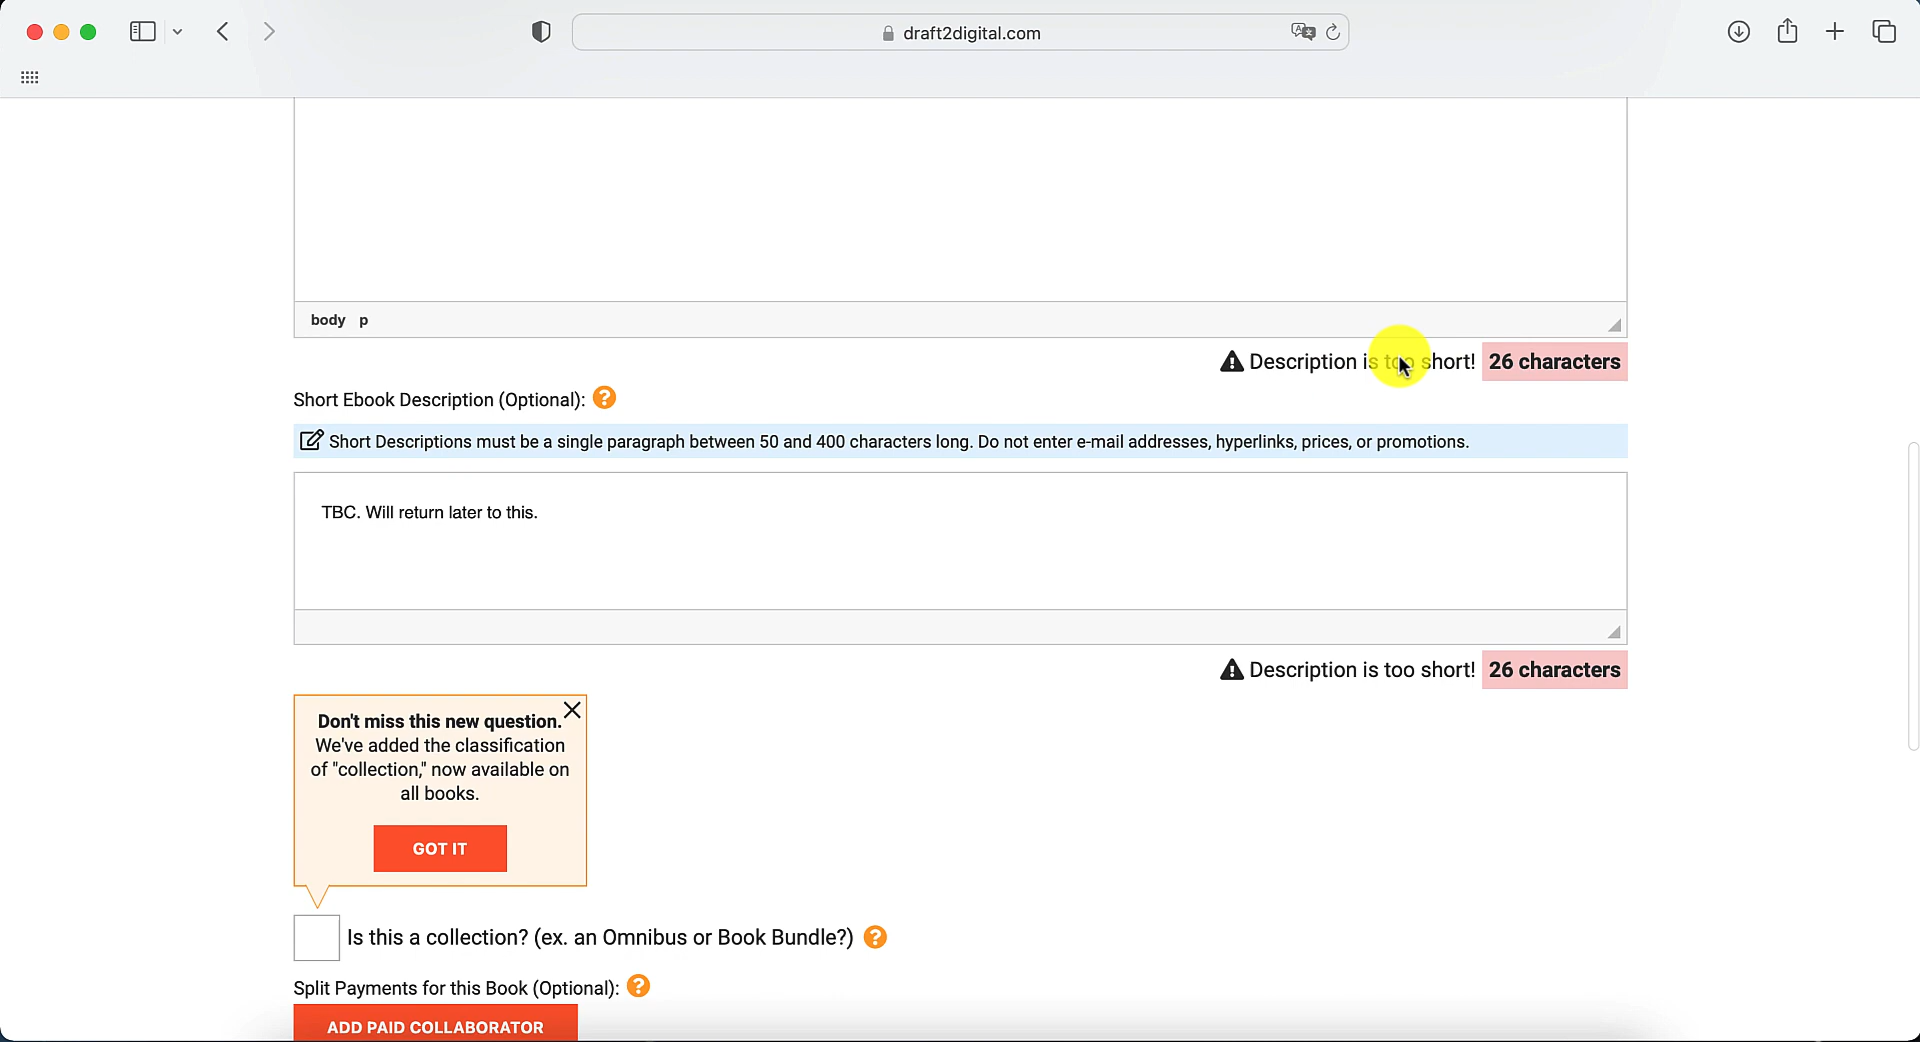 draft2digital.com
body p
Description is too short! 26 characters
Short Ebook Description (Optional): ?
Short Descriptions must be a single paragraph between 50 and 400 characters long. Do not enter e-mail addresses, hyperlinks, prices, or promotions.
TBC. Will return later to this.
Description is too short! 26 characters
Don't miss this new question.
We've added the classification
of "collection," now available on
all books.
GOT IT
Is this a collection? (ex. an Omnibus or Book Bundle?) ?
Split Payments for this Book (Optional): ?
ADD PAID COLLABORATOR